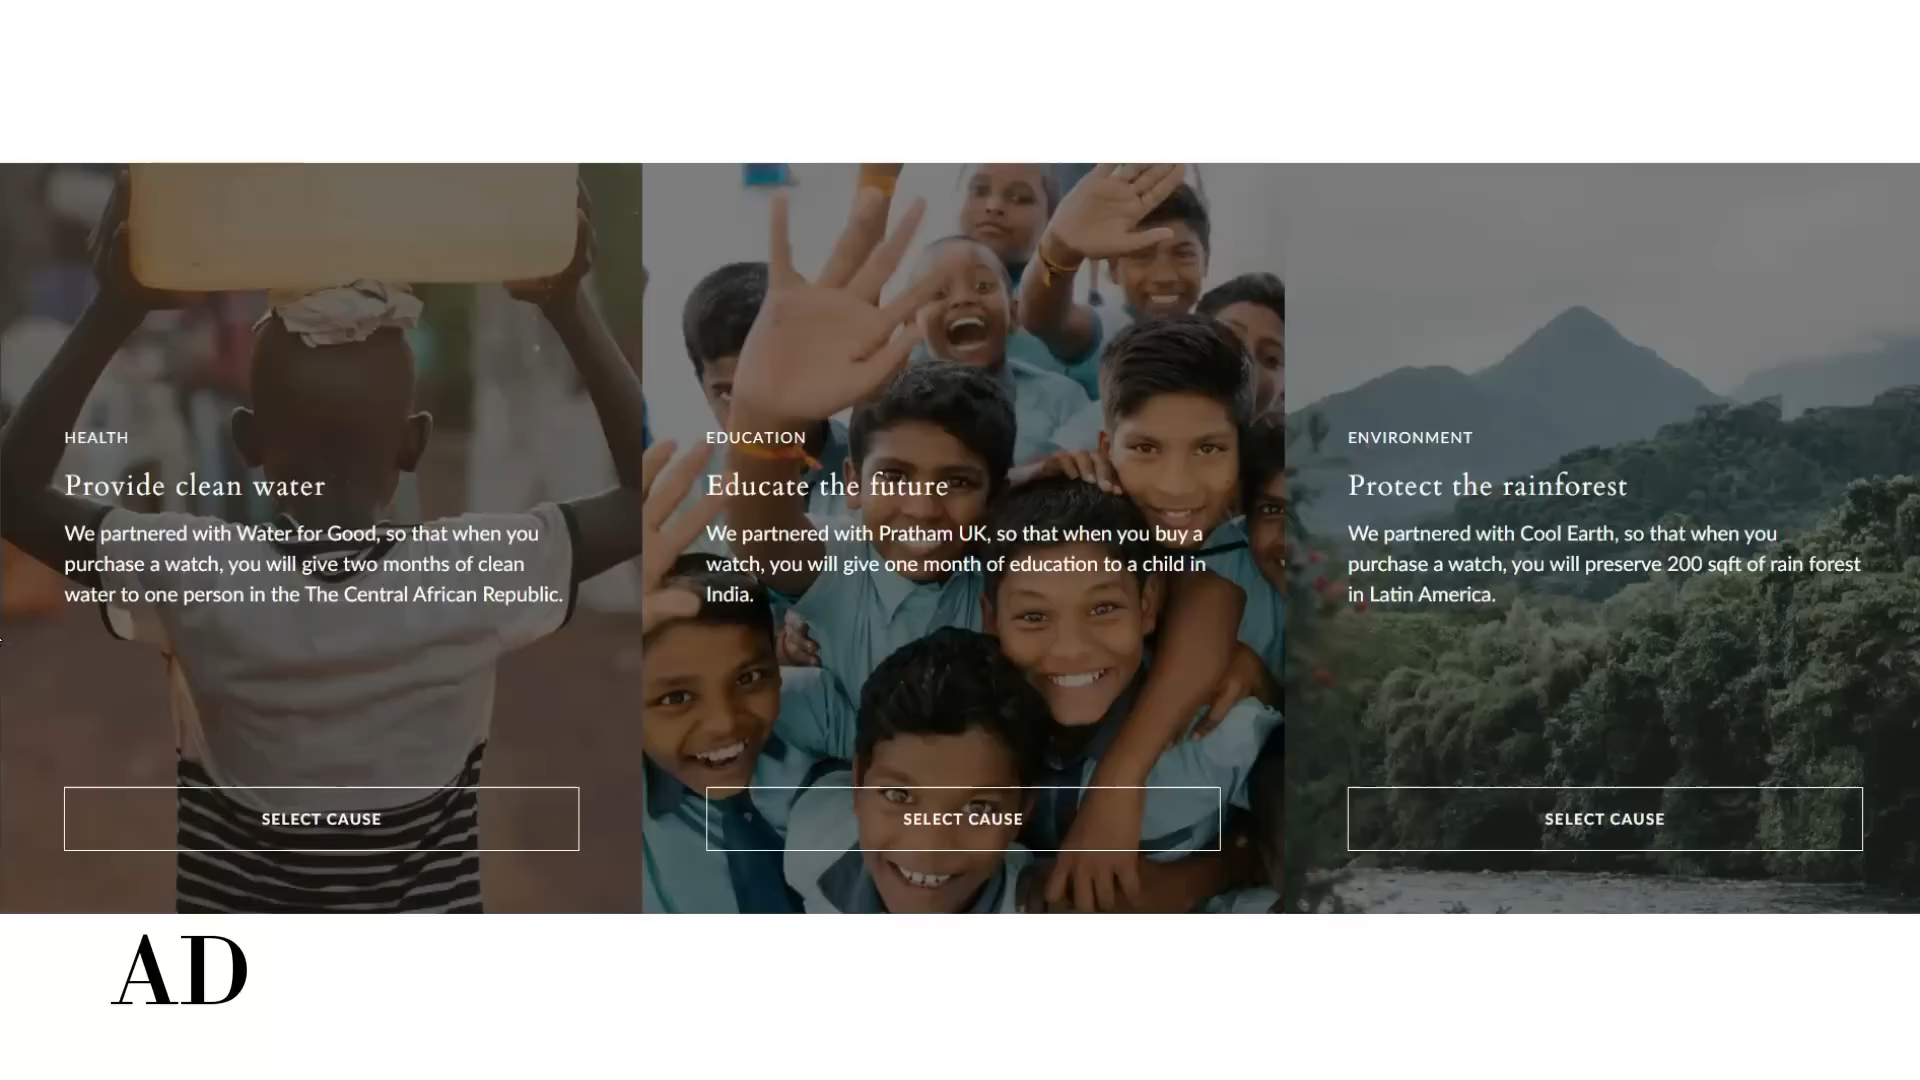 HEALTH
Provide clean water
We partnered with Water for Good, so that when you
purchase a watch, you will give two months of clean
water to one person in the The Central African Republic.
SELECT CAUSE
EDUCATION
Educate the future
We partnered with Pratham UK, so that when you buy a
watch, you will give one month of education to a child in
India.
SELECT CAUSE
ENVIRONMENT
Protect the rainforest
We partnered with Cool Earth, so that when you
purchase a watch, you will preserve 200 sqft of rain forest
in Latin America.
SELECT CAUSE
AD